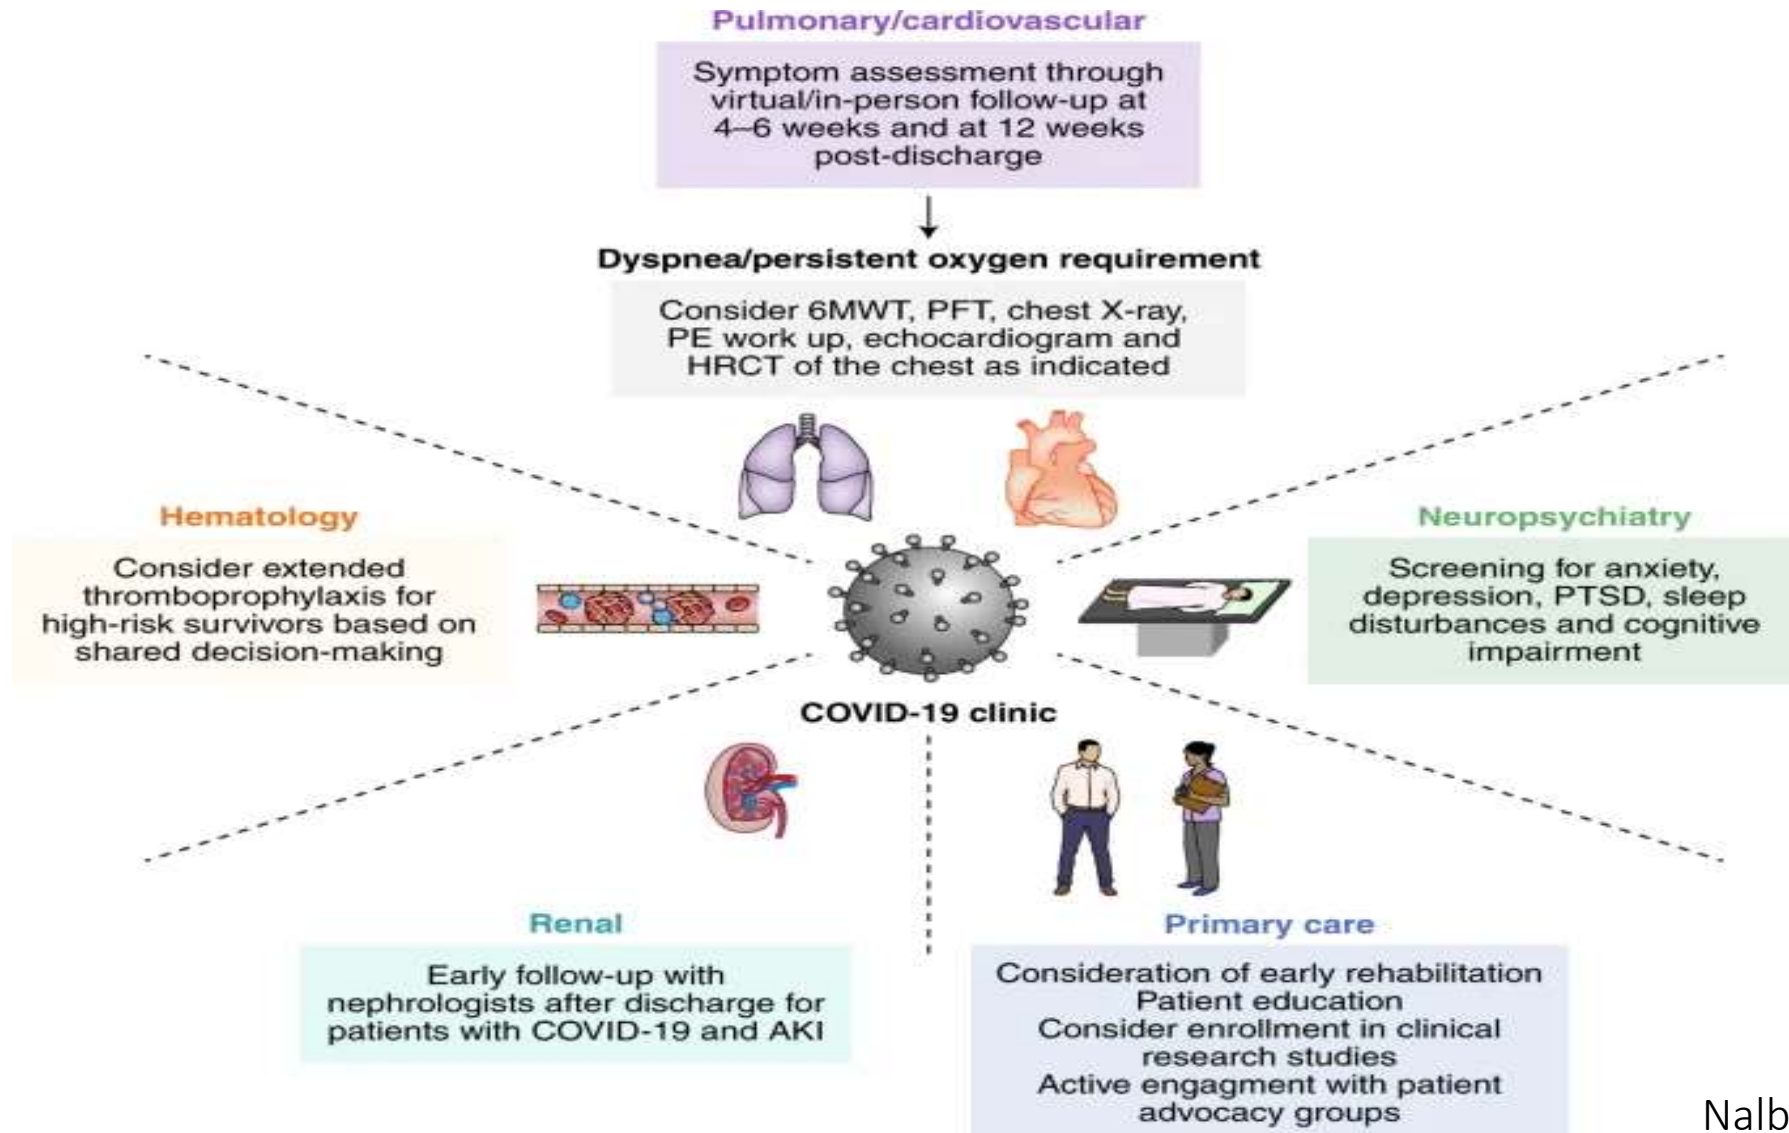 Pulmonary/cardiovascular
Symptom assessment through
virtual/in-person follow-up at
4–6 weeks and at 12 weeks
post-discharge
Dyspnea/persistent oxygen requirement
Consider 6MWT, PFT, chest X-ray,
PE work up, echocardiogram and
HRCT of the chest as indicated
Hematology
Consider extended
thromboprophylaxis for
high-risk survivors based on
shared decision-making
Neuropsychiatry
Screening for anxiety,
depression, PTSD, sleep
disturbances and cognitive
impairment
COVID-19 clinic
Renal
Early follow-up with
nephrologists after discharge for
patients with COVID-19 and AKI
Primary care
Consideration of early rehabilitation
Patient education
Consider enrollment in clinical
research studies
Active engagment with patient
advocacy groups
Nalb